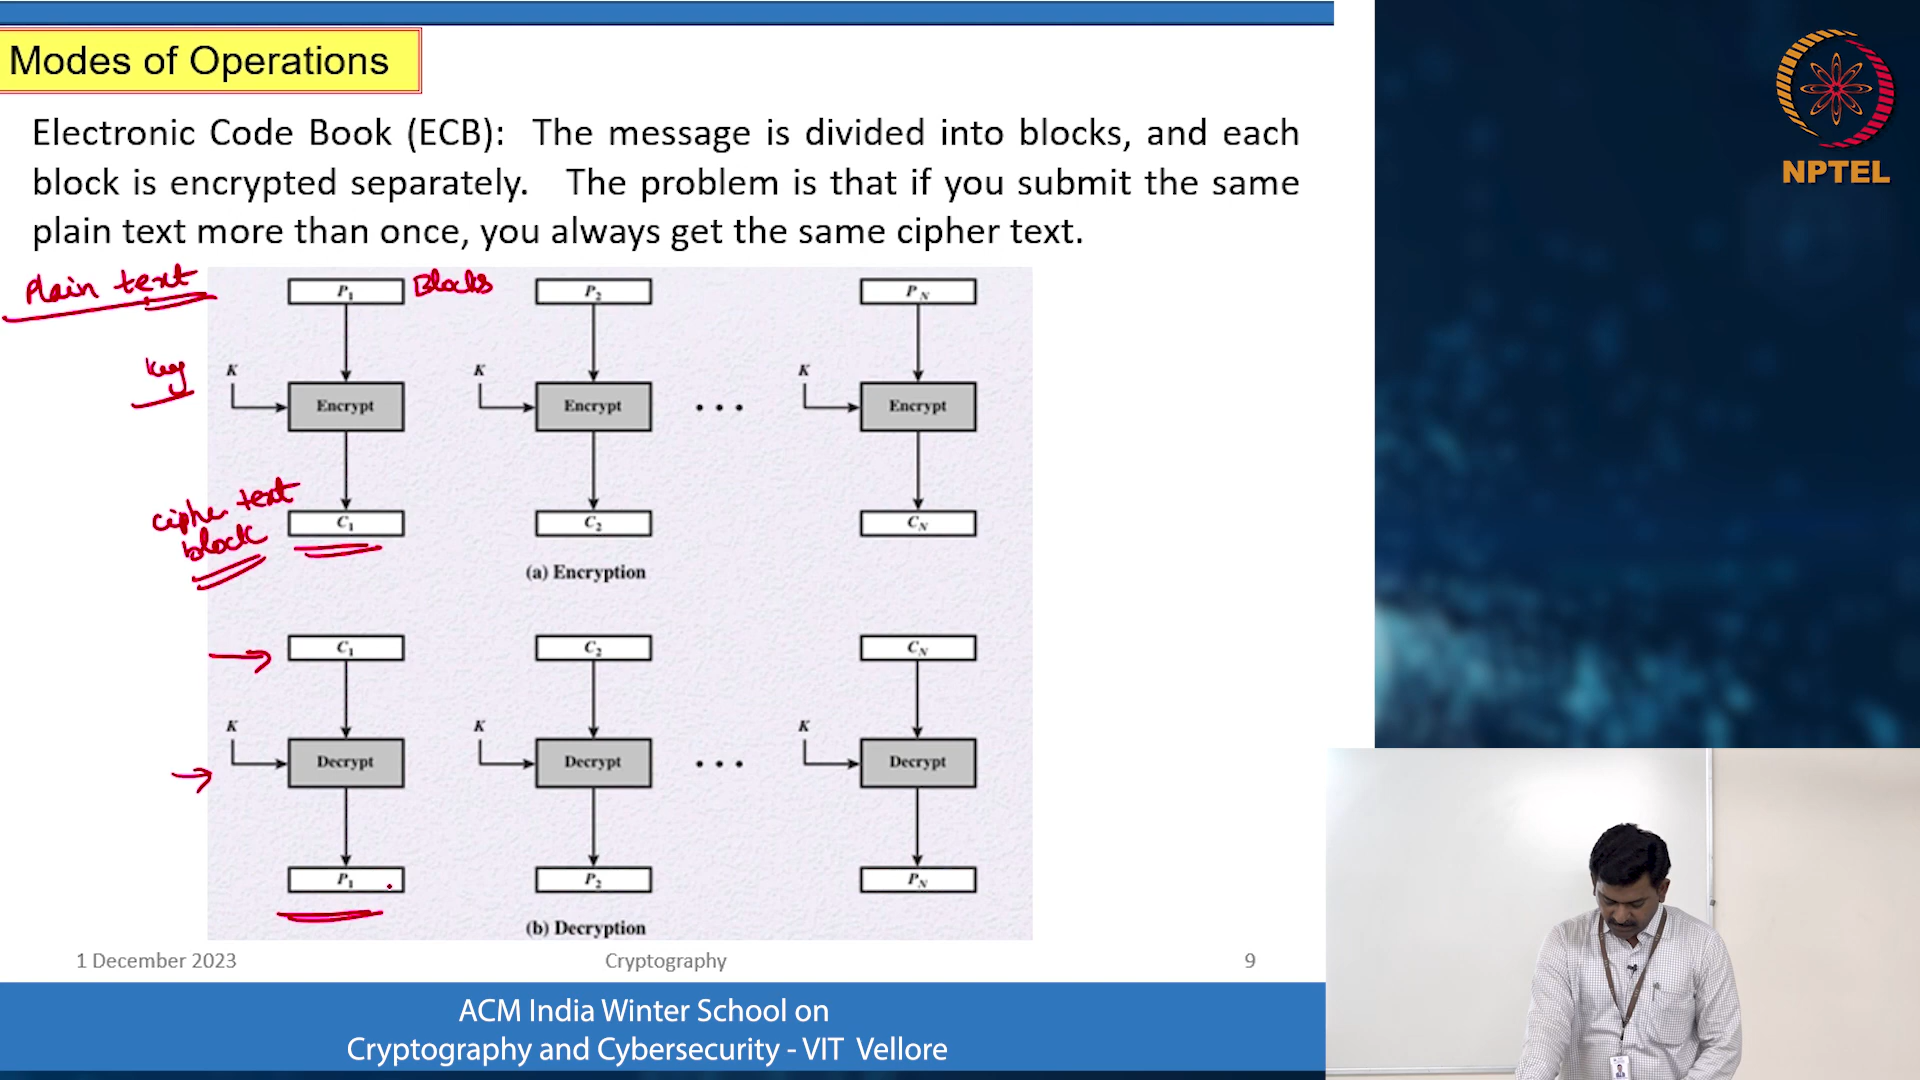 Modes of Operations
Electronic Code Book (ECB): The message is divided into blocks, and each
block is encrypted separately. The problem is that if you submit the same
plain text more than once, you always get the same cipher text.
NPTEL
Plain text
P1
Blocks
P2
PN
Key
K
K
K
Encrypt
Encrypt
• • •
Encrypt
cipher text
block
C1
C2
CN
(a) Encryption
C1
C2
CN
K
K
K
Decrypt
Decrypt
• • •
Decrypt
P1
P2
PN
(b) Decryption
1 December 2023
Cryptography
9
ACM India Winter School on
Cryptography and Cybersecurity - VIT Vellore